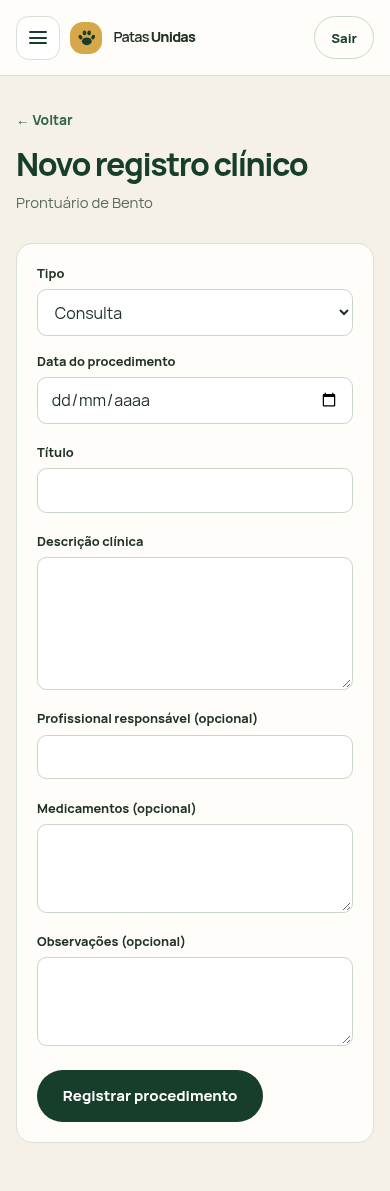 Patas Unidas
Sair
← Voltar
Novo registro clínico
Prontuário de Bento
Tipo
Consulta
Data do procedimento
dd/mm/aaaa
Título
Descrição clínica
Profissional responsável (opcional)
Medicamentos (opcional)
Observações (opcional)
Registrar procedimento